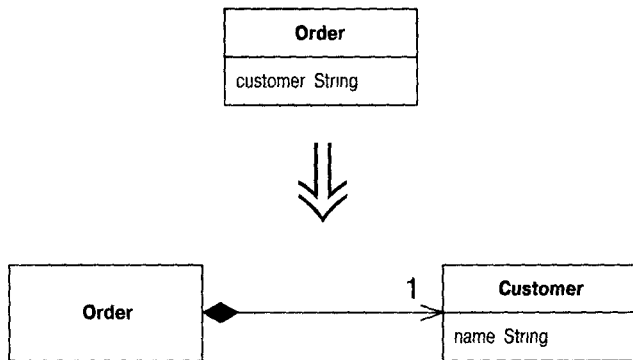 Order
customer String
1
Customer
Order
name String